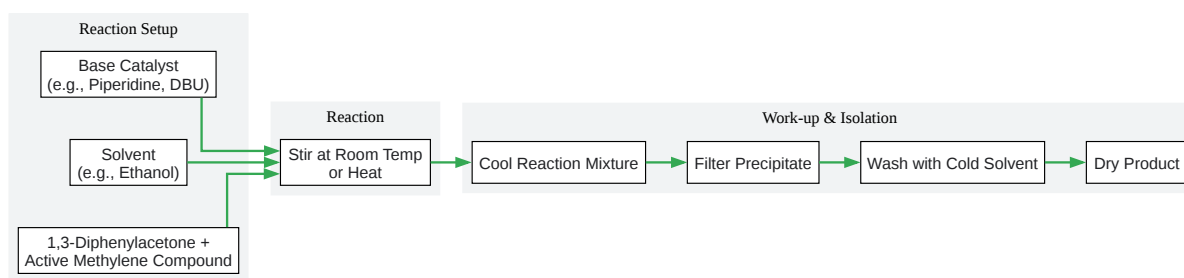 Reaction Setup
Base Catalyst
(e.g., Piperidine, DBU)
Solvent
(e.g., Ethanol)
1,3-Diphenylacetone +
Active Methylene Compound
Reaction
Stir at Room Temp
or Heat
Work-up & Isolation
Cool Reaction Mixture
Filter Precipitate
Wash with Cold Solvent
Dry Product